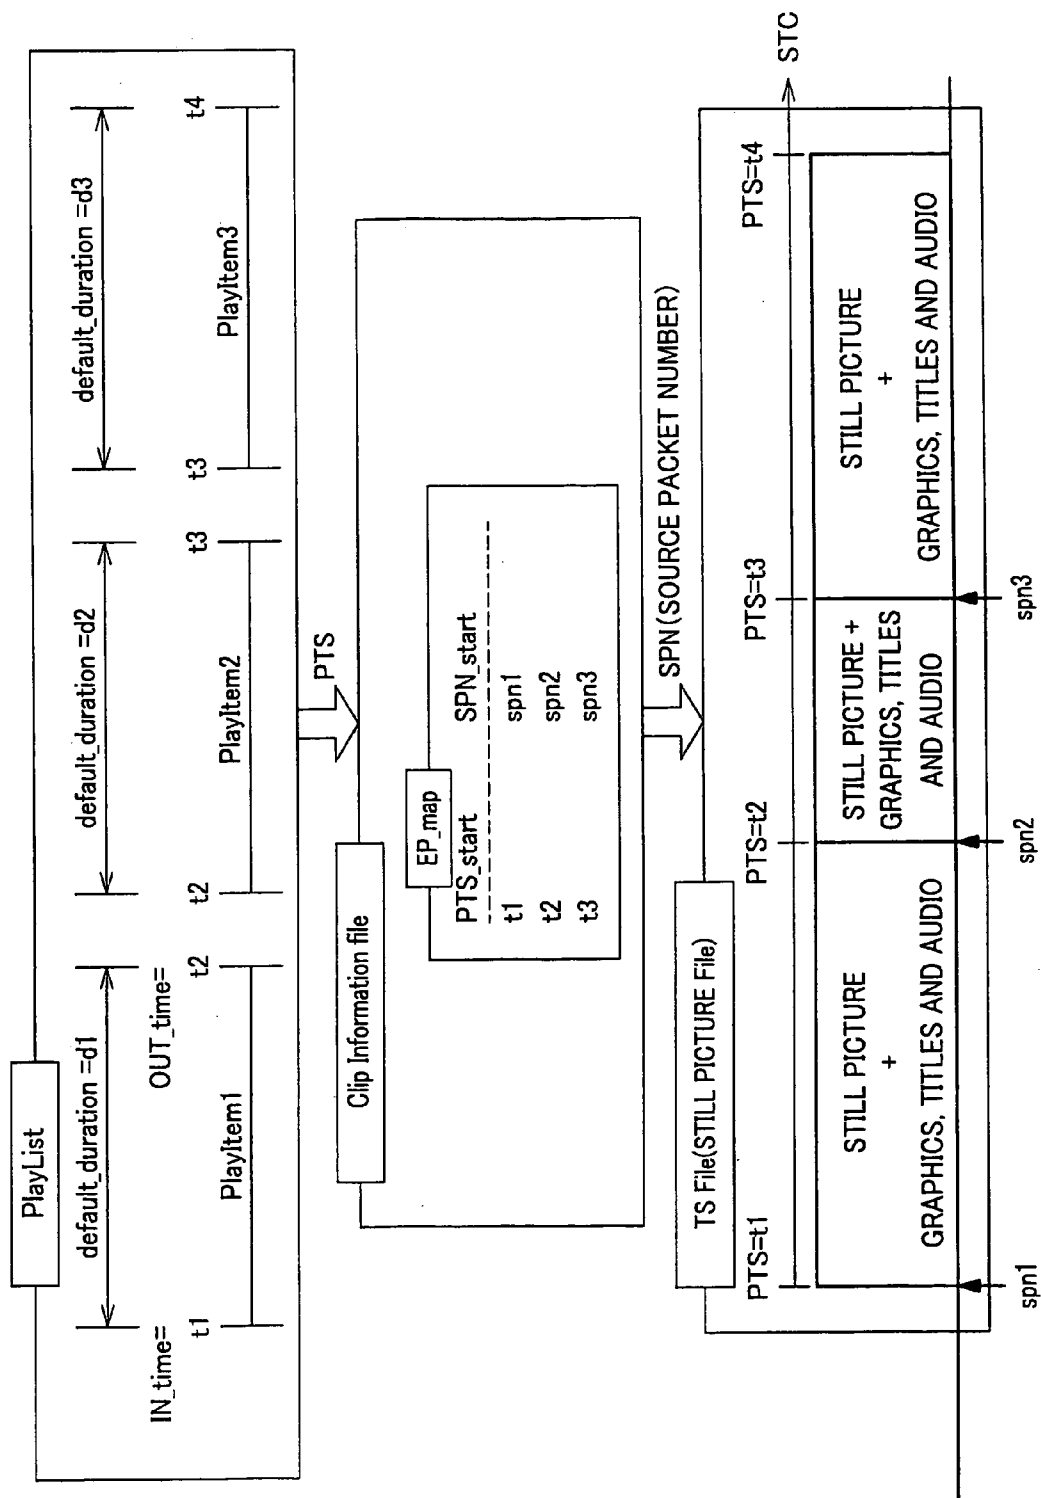 PlayList
default_duration =d1
default_duration =d2
default_duration =d3
IN_time=
OUT_time=
t1
t2
t2
t3
t3
t4
PlayItem1
PlayItem2
PlayItem3
PTS
Clip Information file
EP_map
PTS_start SPN_start
t1 spn1
t2 spn2
t3 spn3
SPN(SOURCE PACKET NUMBER)
TS File(STILL PICTURE File)
PTS=t1
PTS=t2
PTS=t3
PTS=t4
STC
STILL PICTURE
+
GRAPHICS, TITLES AND AUDIO
STILL PICTURE +
GRAPHICS, TITLES
AND AUDIO
STILL PICTURE
+
GRAPHICS, TITLES AND AUDIO
spn1
spn2
spn3